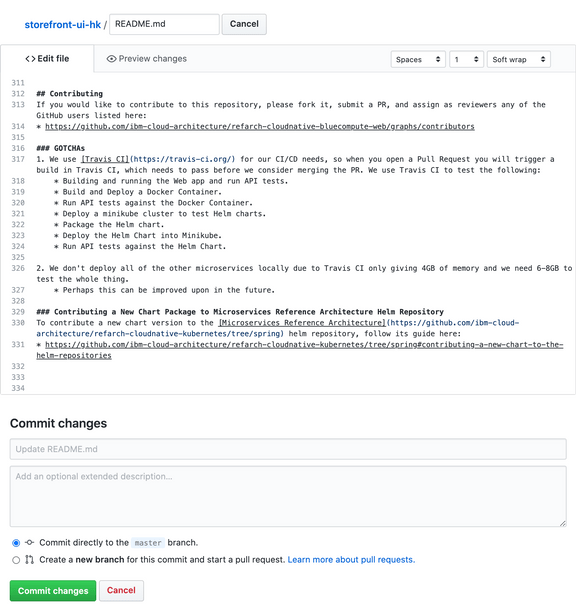 storefront-ui-hk / README.md Cancel
Edit file Preview changes Spaces 1 Soft wrap
311
312 ## Contributing
313 If you would like to contribute to this repository, please fork it, submit a PR, and assign as reviewers any of the
GitHub users listed here:
314 * https://github.com/ibm-cloud-architecture/refarch-cloudnative-bluecompute-web/graphs/contributors
315
316 ### GOTCHAs
317 1. We use [Travis CI](https://travis-ci.org/) for our CI/CD needs, so when you open a Pull Request you will trigger a
build in Travis CI, which needs to pass before we consider merging the PR. We use Travis CI to test the following:
318 * Building and running the Web app and run API tests.
319 * Build and Deploy a Docker Container.
320 * Run API tests against the Docker Container.
321 * Deploy a minikube cluster to test Helm charts.
322 * Package the Helm chart.
323 * Deploy the Helm Chart into Minikube.
324 * Run API tests against the Helm Chart.
325
326 2. We don't deploy all of the other microservices locally due to Travis CI only giving 4GB of memory and we need 6-8GB to
test the whole thing.
327 * Perhaps this can be improved upon in the future.
328
329 ### Contributing a New Chart Package to Microservices Reference Architecture Helm Repository
330 To contribute a new chart version to the [Microservices Reference Architecture](https://github.com/ibm-cloud-
architecture/refarch-cloudnative-kubernetes/tree/spring) helm repository, follow its guide here:
331 * https://github.com/ibm-cloud-architecture/refarch-cloudnative-kubernetes/tree/spring#contributing-a-new-chart-to-the-
helm-repositories
332
333
334
Commit changes
Update README.md
Add an optional extended description...
Commit directly to the master branch.
Create a new branch for this commit and start a pull request. Learn more about pull requests.
Commit changes Cancel